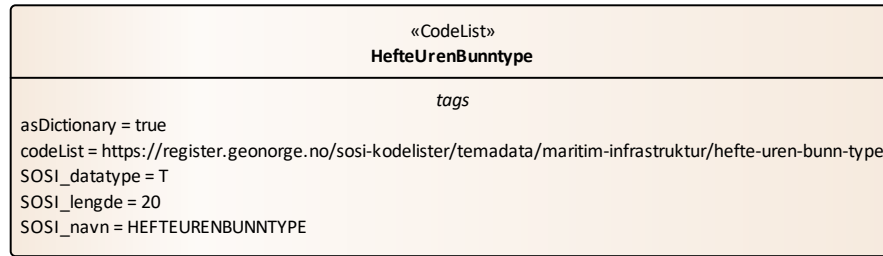 «CodeList»
HefteUrenBunntype
tags
asDictionary = true
codeList = https://register.geonorge.no/sosi-kodelister/temadata/maritim-infrastruktur/hefte-uren-bunn-type
SOSI_datatype = T
SOSI_lengde = 20
SOSI_navn = HEFTEURENBUNNTYPE